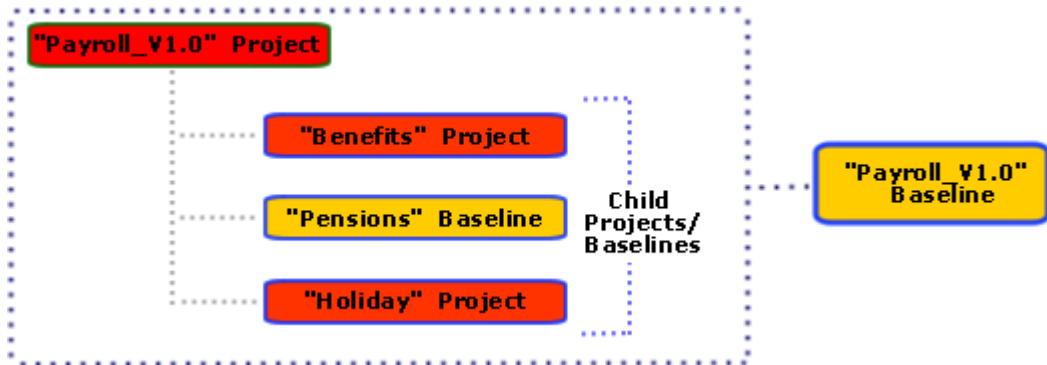 "Payroll_V1.0" Project
"Benefits" Project
"Pensions" Baseline
"Holiday" Project
Child
Projects/
Baselines
"Payroll_V1.0"
Baseline